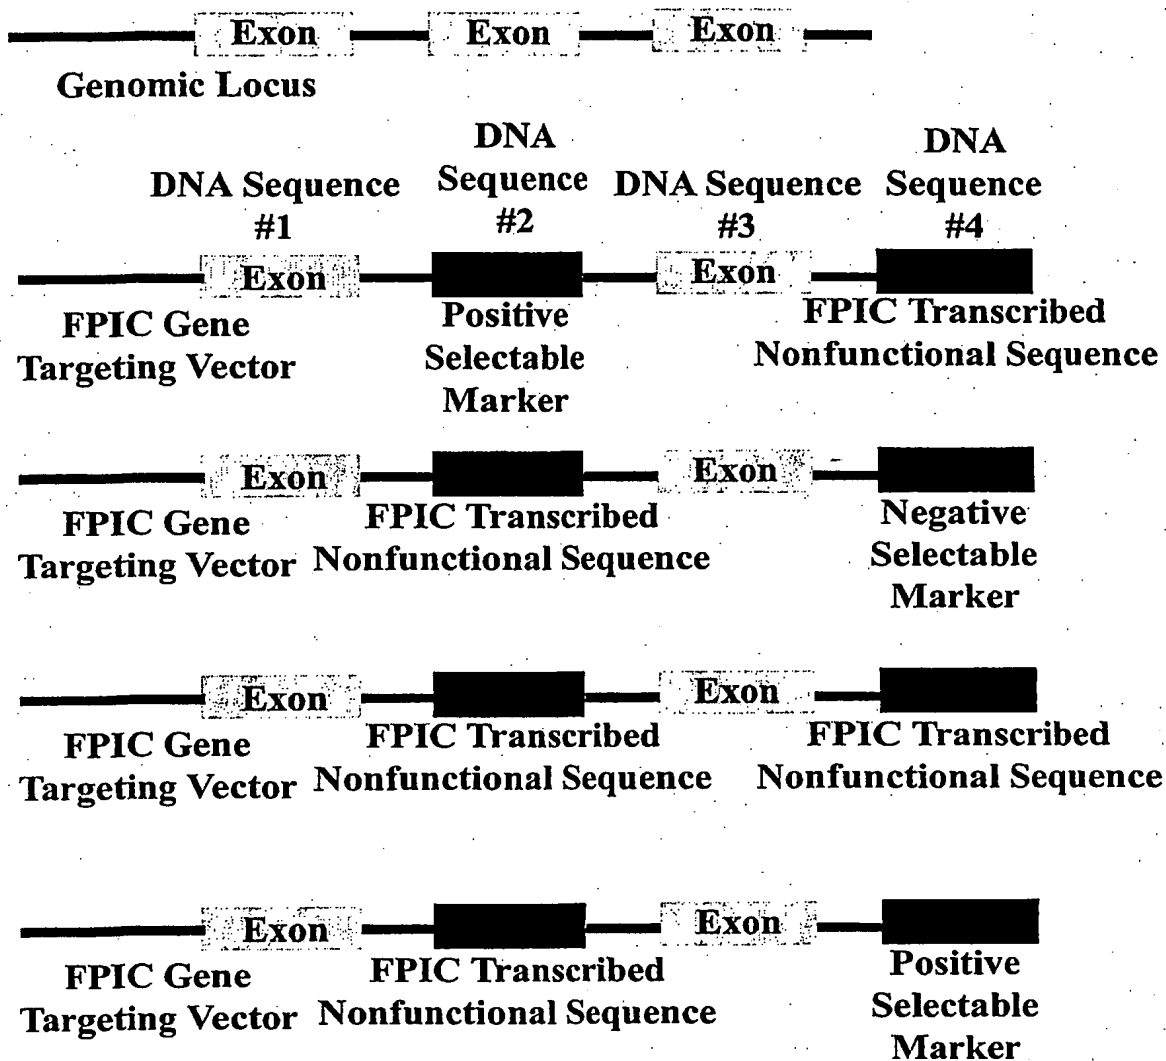 Exon Exon Exon
Genomic Locus
DNA Sequence #1
DNA Sequence #2
DNA Sequence #3
DNA Sequence #4
Exon Exon
FPIC Gene
Targeting Vector
Positive
Selectable
Marker
FPIC Transcribed
Nonfunctional Sequence
Exon Exon
FPIC Gene
Targeting Vector
FPIC Transcribed
Nonfunctional Sequence
Negative
Selectable
Marker
Exon Exon
FPIC Gene
Targeting Vector
FPIC Transcribed
Nonfunctional Sequence
FPIC Transcribed
Nonfunctional Sequence
Exon Exon
FPIC Gene
Targeting Vector
FPIC Transcribed
Nonfunctional Sequence
Positive
Selectable
Marker